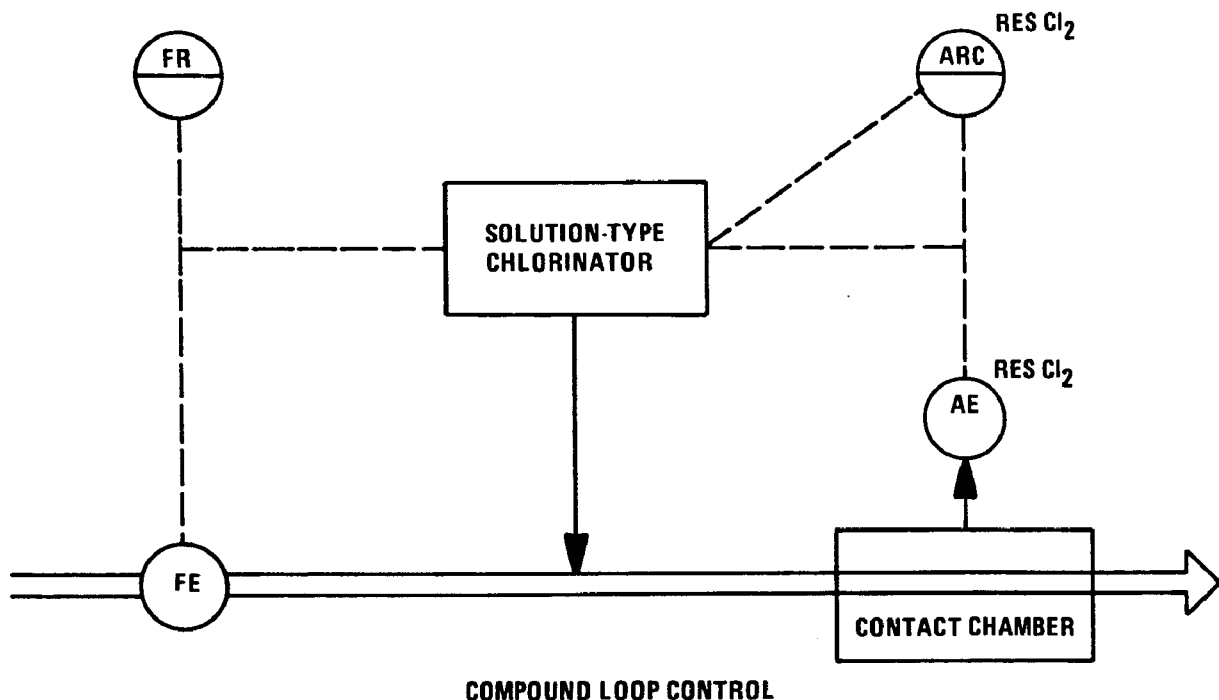 RES Cl2
FR
ARC
SOLUTION-TYPE
CHLORINATOR
RES Cl2
AE
FE
CONTACT CHAMBER
COMPOUND LOOP CONTROL